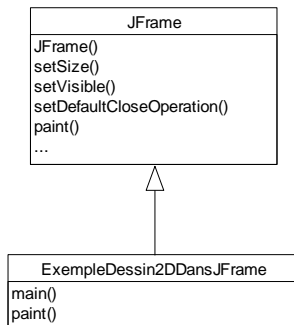 JFrame
JFrame()
setSize()
setVisible()
setDefaultCloseOperation()
paint()
...
ExempleDessin2DDansJFrame
main()
paint()